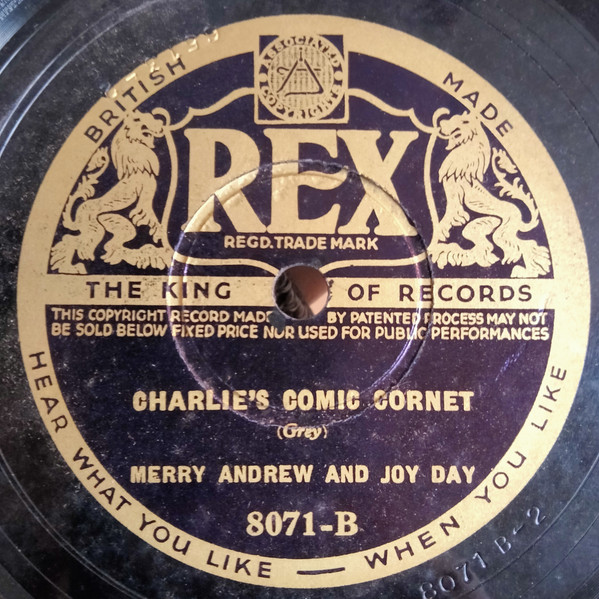 BRITISH MADE
ASSOCIATED COPYRIGHTS
REX
REGD. TRADE MARK
THE KING OF RECORDS
THIS COPYRIGHT RECORD MADE BY PATENTED PROCESS MAY NOT
BE SOLD BELOW FIXED PRICE NOR USED FOR PUBLIC PERFORMANCES
CHARLIE'S COMIC CORNET
(Grey)
MERRY ANDREW AND JOY DAY
8071-B
HEAR WHAT YOU LIKE — WHEN YOU LIKE
8071 B-2